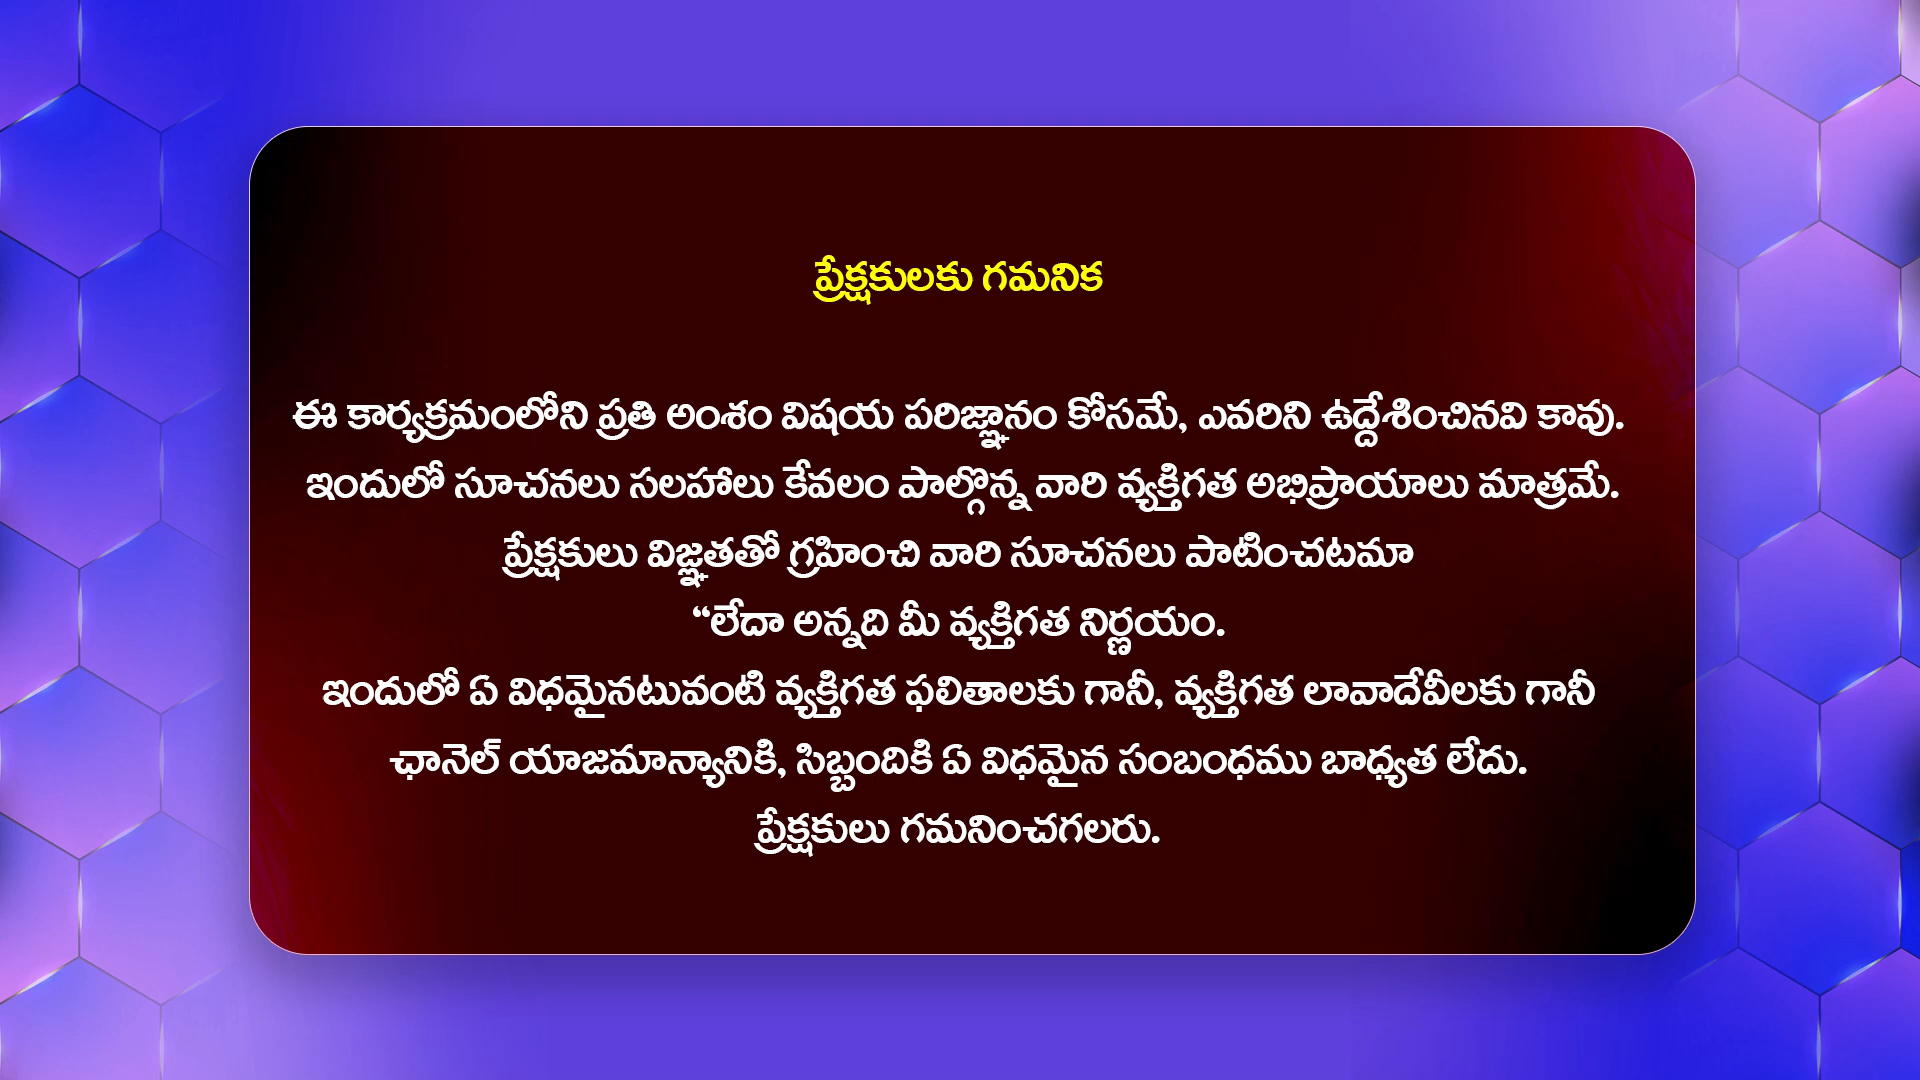 ప్రేక్షకులకు గమనిక
ఈ కార్యక్రమంలోని ప్రతి అంశం విషయ పరిజ్ఞానం కోసమే, ఎవరిని ఉద్దేశించినవి కావు.
ఇందులో సూచనలు సలహాలు కేవలం పాల్గొన్న వారి వ్యక్తిగత అభిప్రాయాలు మాత్రమే.
ప్రేక్షకులు విజ్ఞతతో గ్రహించి వారి సూచనలు పాటించటమా
“లేదా అన్నది మీ వ్యక్తిగత నిర్ణయం.
ఇందులో ఏ విధమైనటువంటి వ్యక్తిగత ఫలితాలకు గానీ, వ్యక్తిగత లావాదేవీలకు గానీ
ఛానెల్ యాజమాన్యానికి, సిబ్బందికి ఏ విధమైన సంబంధము బాధ్యత లేదు.
ప్రేక్షకులు గమనించగలరు.